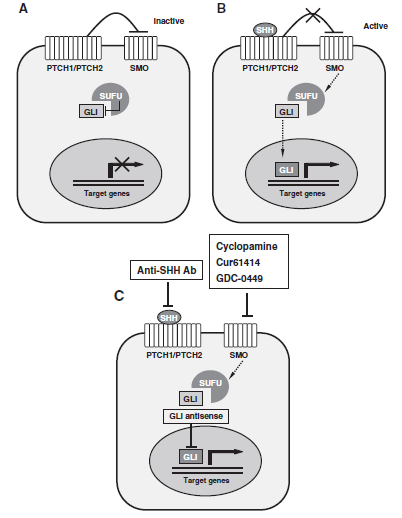 A
Inactive
PTCH1/PTCH2
SMO
SUFU
GLI
Target genes
B
Active
SHH
PTCH1/PTCH2
SMO
SUFU
GLI
GLI
Target genes
C
Anti-SHH Ab
Cyclopamine
Cur61414
GDC-0449
SHH
PTCH1/PTCH2
SMO
SUFU
GLI
GLI antisense
GLI
Target genes